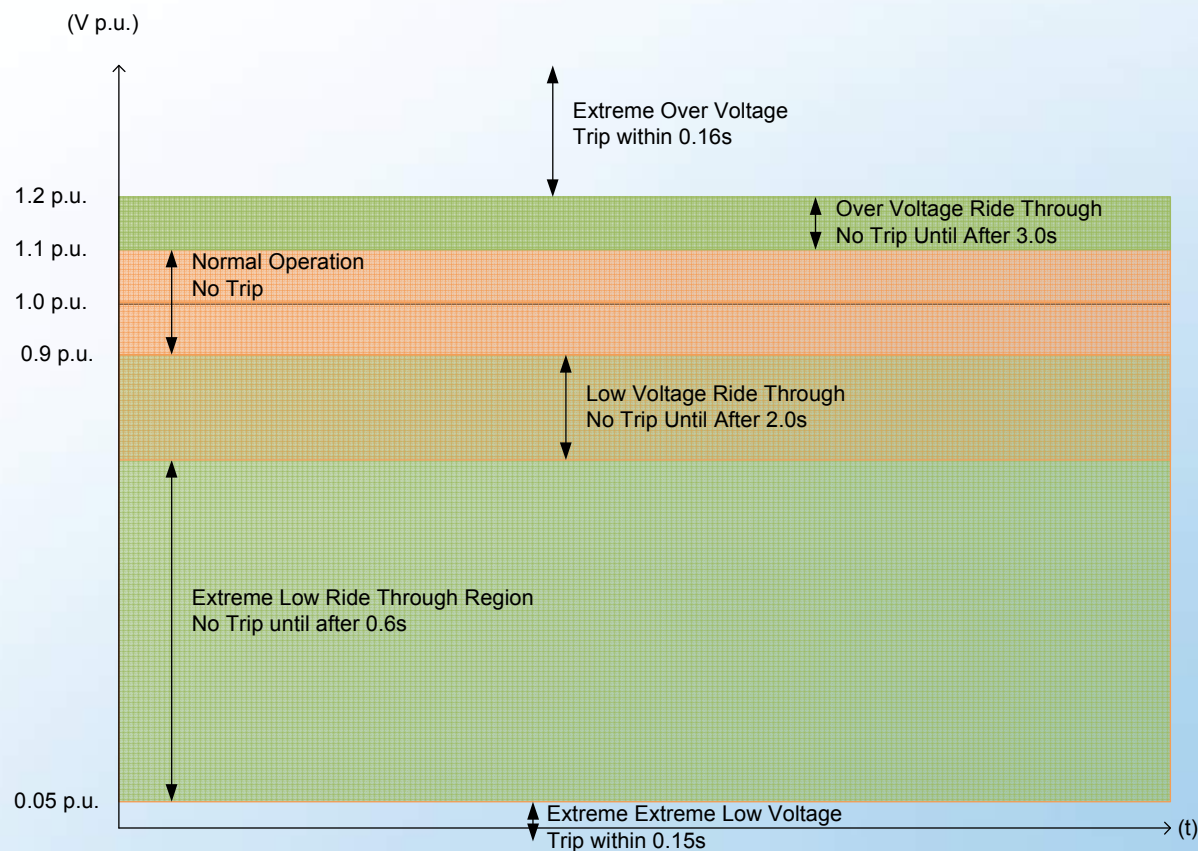 (V p.u.)
Extreme Over Voltage
Trip within 0.16s
1.2 p.u.
Over Voltage Ride Through
No Trip Until After 3.0s
1.1 p.u.
Normal Operation
No Trip
1.0 p.u.
0.9 p.u.
Low Voltage Ride Through
No Trip Until After 2.0s
Extreme Low Ride Through Region
No Trip until after 0.6s
0.05 p.u.
Extreme Extreme Low Voltage
Trip within 0.15s
(t)